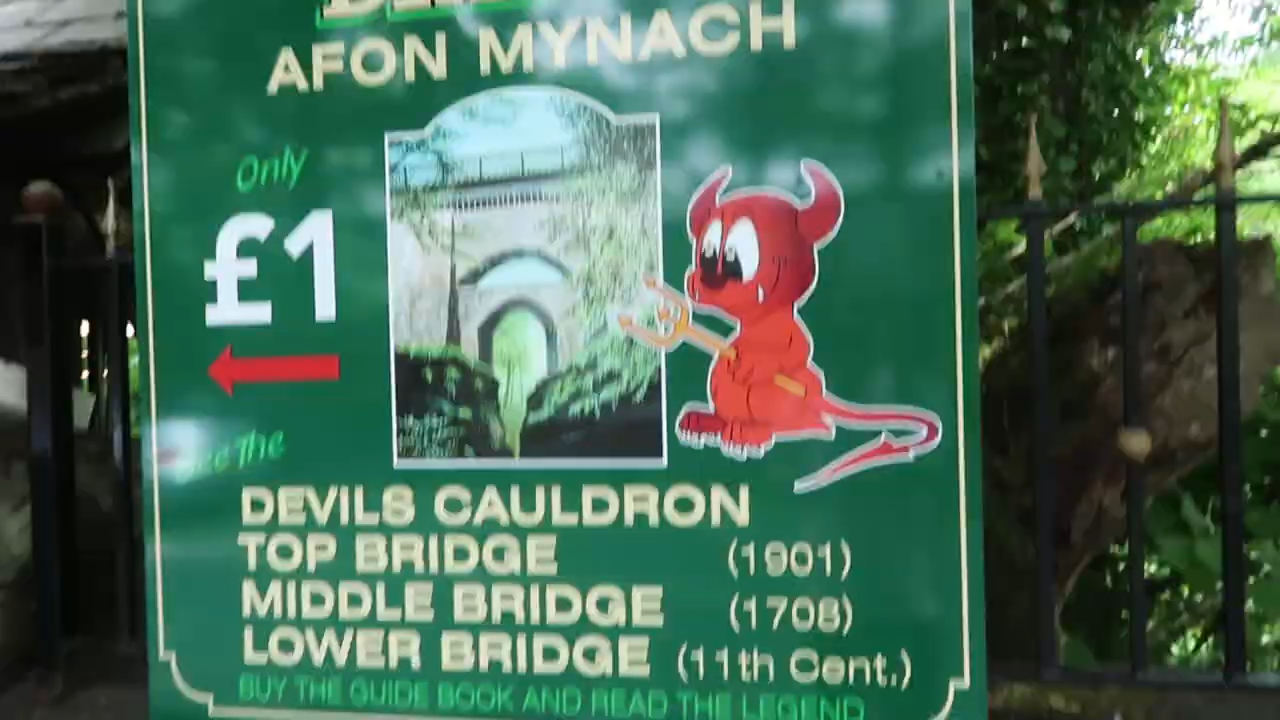 AFON MYNACH
Only
£1
The
DEVILS CAULDRON
TOP BRIDGE (1901)
MIDDLE BRIDGE (1708)
LOWER BRIDGE (11th Cent.)
BUY THE GUIDE BOOK AND READ THE LEGEND